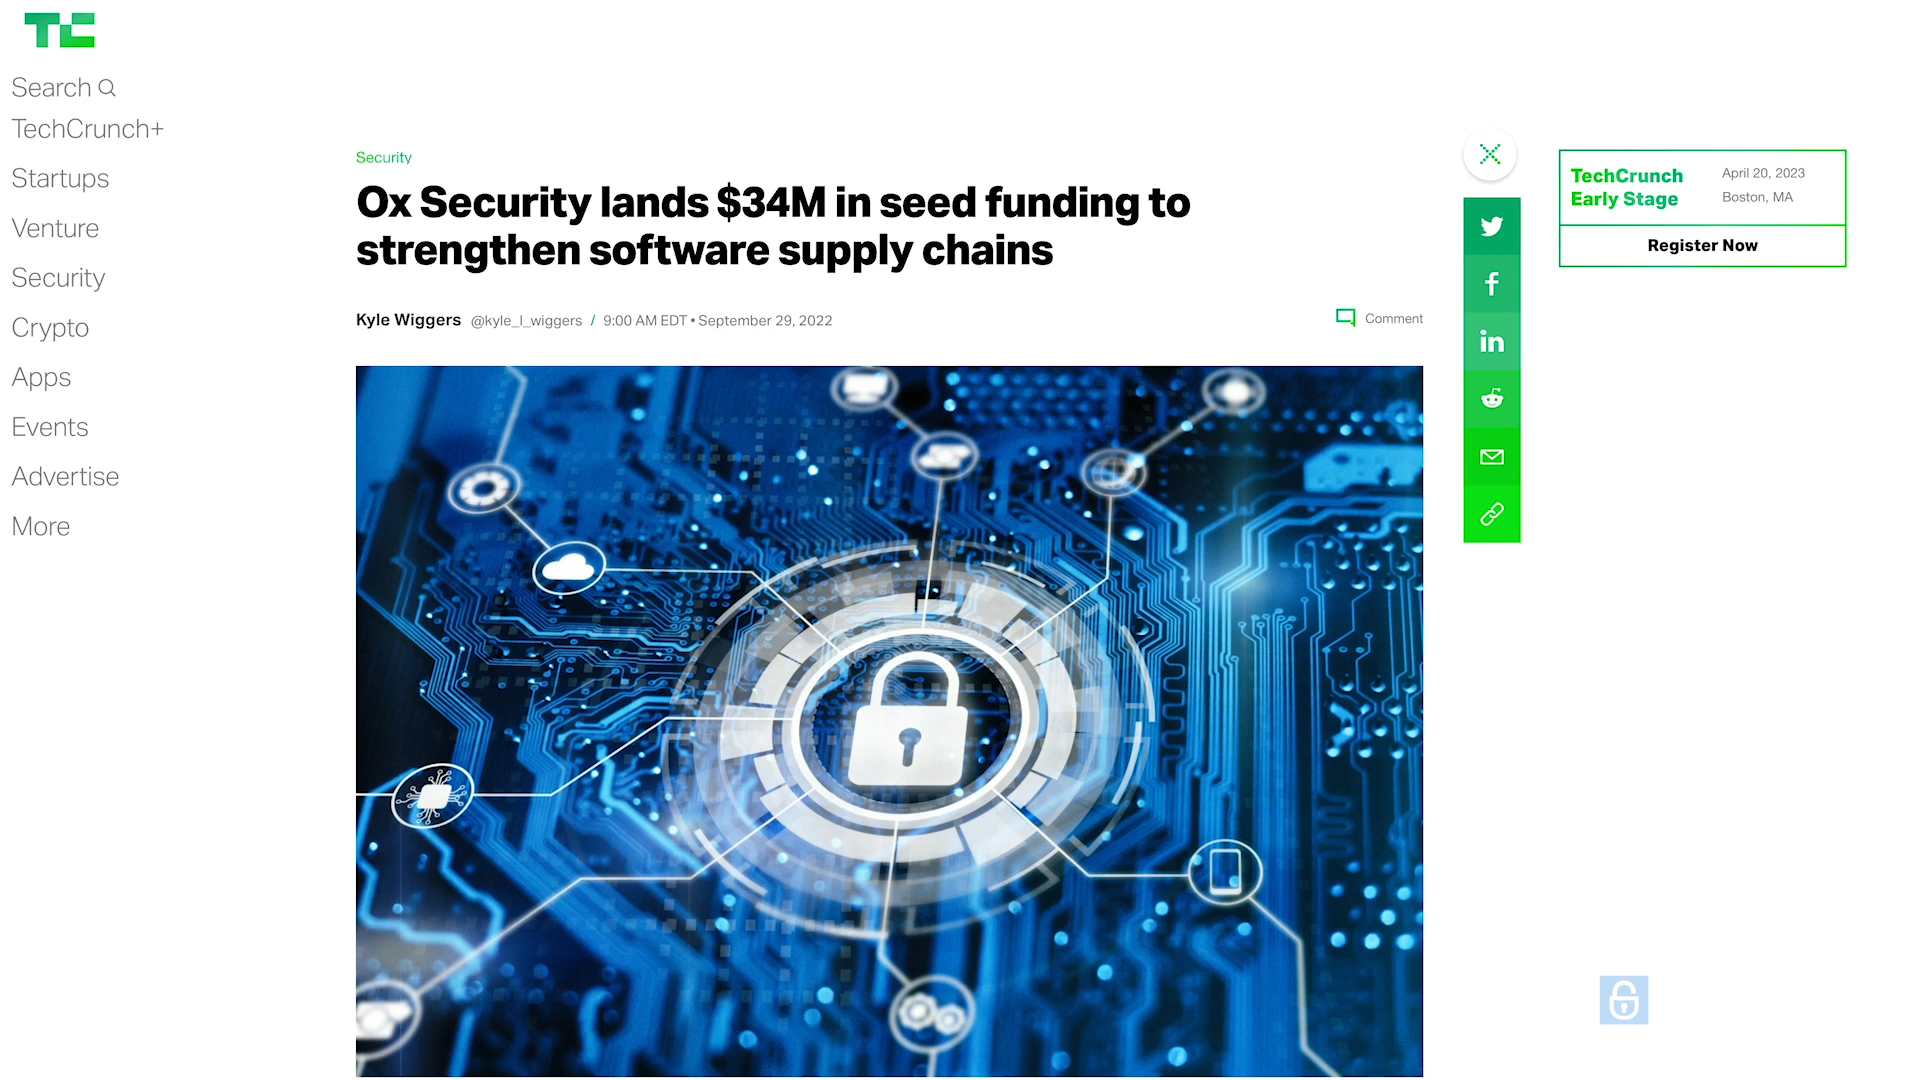 TC
Search
TechCrunch+
Startups
Venture
Security
Crypto
Apps
Events
Advertise
More
Security
Ox Security lands $34M in seed funding to
strengthen software supply chains
Kyle Wiggers @kyle_l_wiggers / 9:00 AM EDT • September 29, 2022
Comment
TechCrunch
Early Stage
April 20, 2023
Boston, MA
Register Now